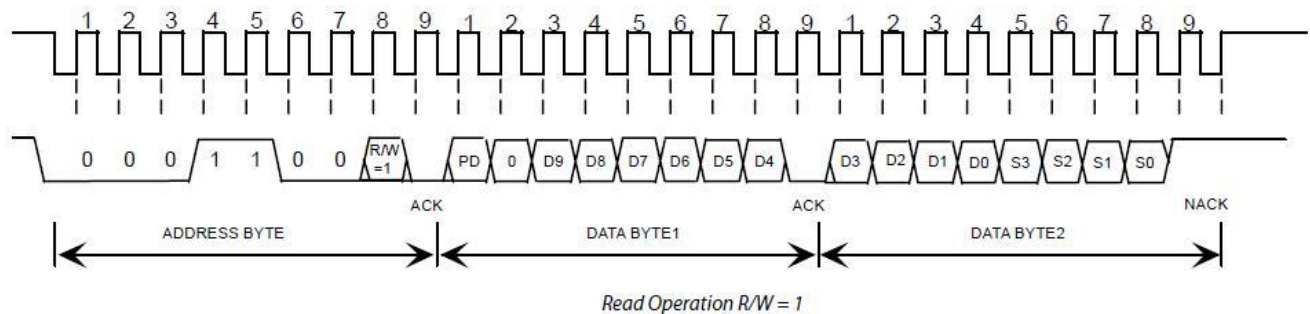 1 2 3 4 5 6 7 8 9 1 2 3 4 5 6 7 8 9 1 2 3 4 5 6 7 8 9
0 0 0 1 1 0 0 R/W =1 PD 0 D9 D8 D7 D6 D5 D4 D3 D2 D1 D0 S3 S2 S1 S0
ACK ACK NACK
ADDRESS BYTE DATA BYTE1 DATA BYTE2
Read Operation R/W = 1